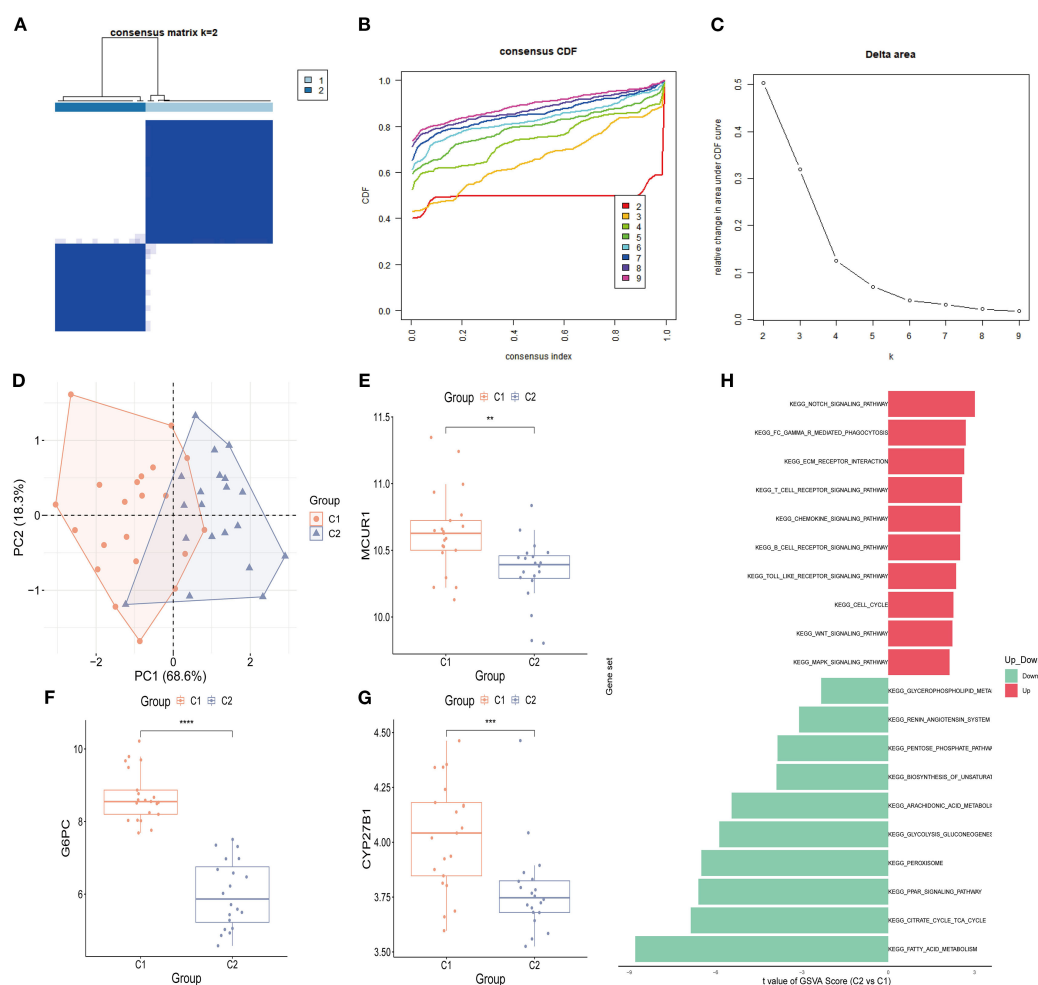 A
consensus matrix k=2
1
2
B
consensus CDF
CDF
1.0
0.8
0.6
0.4
0.2
0.0
2
3
4
5
6
7
8
9
0.0 0.2 0.4 0.6 0.8 1.0
consensus index
C
Delta area
relative change in area under CDF curve
0.5
0.4
0.3
0.2
0.1
0.0
2 3 4 5 6 7 8 9
k
D
PC2 (18.3%)
1
0
−1
−2 0 2
PC1 (68.6%)
Group
C1
C2
E
Group C1 C2
**
MCUR1
11.5
11.0
10.5
10.0
C1 C2
Group
F
Group C1 C2
****
G6PC
10
8
6
C1 C2
Group
G
Group C1 C2
***
CYP27B1
4.50
4.25
4.00
3.75
3.50
C1 C2
Group
H
Gene set
KEGG_NOTCH_SIGNALING_PATHWAY
KEGG_FC_GAMMA_R_MEDIATED_PHAGOCYTOSIS
KEGG_ECM_RECEPTOR_INTERACTION
KEGG_T_CELL_RECEPTOR_SIGNALING_PATHWAY
KEGG_CHEMOKINE_SIGNALING_PATHWAY
KEGG_B_CELL_RECEPTOR_SIGNALING_PATHWAY
KEGG_TOLL_LIKE_RECEPTOR_SIGNALING_PATHWAY
KEGG_CELL_CYCLE
KEGG_WNT_SIGNALING_PATHWAY
KEGG_MAPK_SIGNALING_PATHWAY
KEGG_GLYCEROPHOSPHOLIPID_META
KEGG_RENIN_ANGIOTENSIN_SYSTEM
KEGG_PENTOSE_PHOSPHATE_PATHW
KEGG_BIOSYNTHESIS_OF_UNSATURAT
KEGG_ARACHIDONIC_ACID_METABOLI
KEGG_GLYCOLYSIS_GLUCONEOGENES
KEGG_PEROXISOME
KEGG_PPAR_SIGNALING_PATHWAY
KEGG_CITRATE_CYCLE_TCA_CYCLE
KEGG_FATTY_ACID_METABOLISM
−3 0 3
t value of GSVA Score (C2 vs C1)
Up_Down
Down
Up